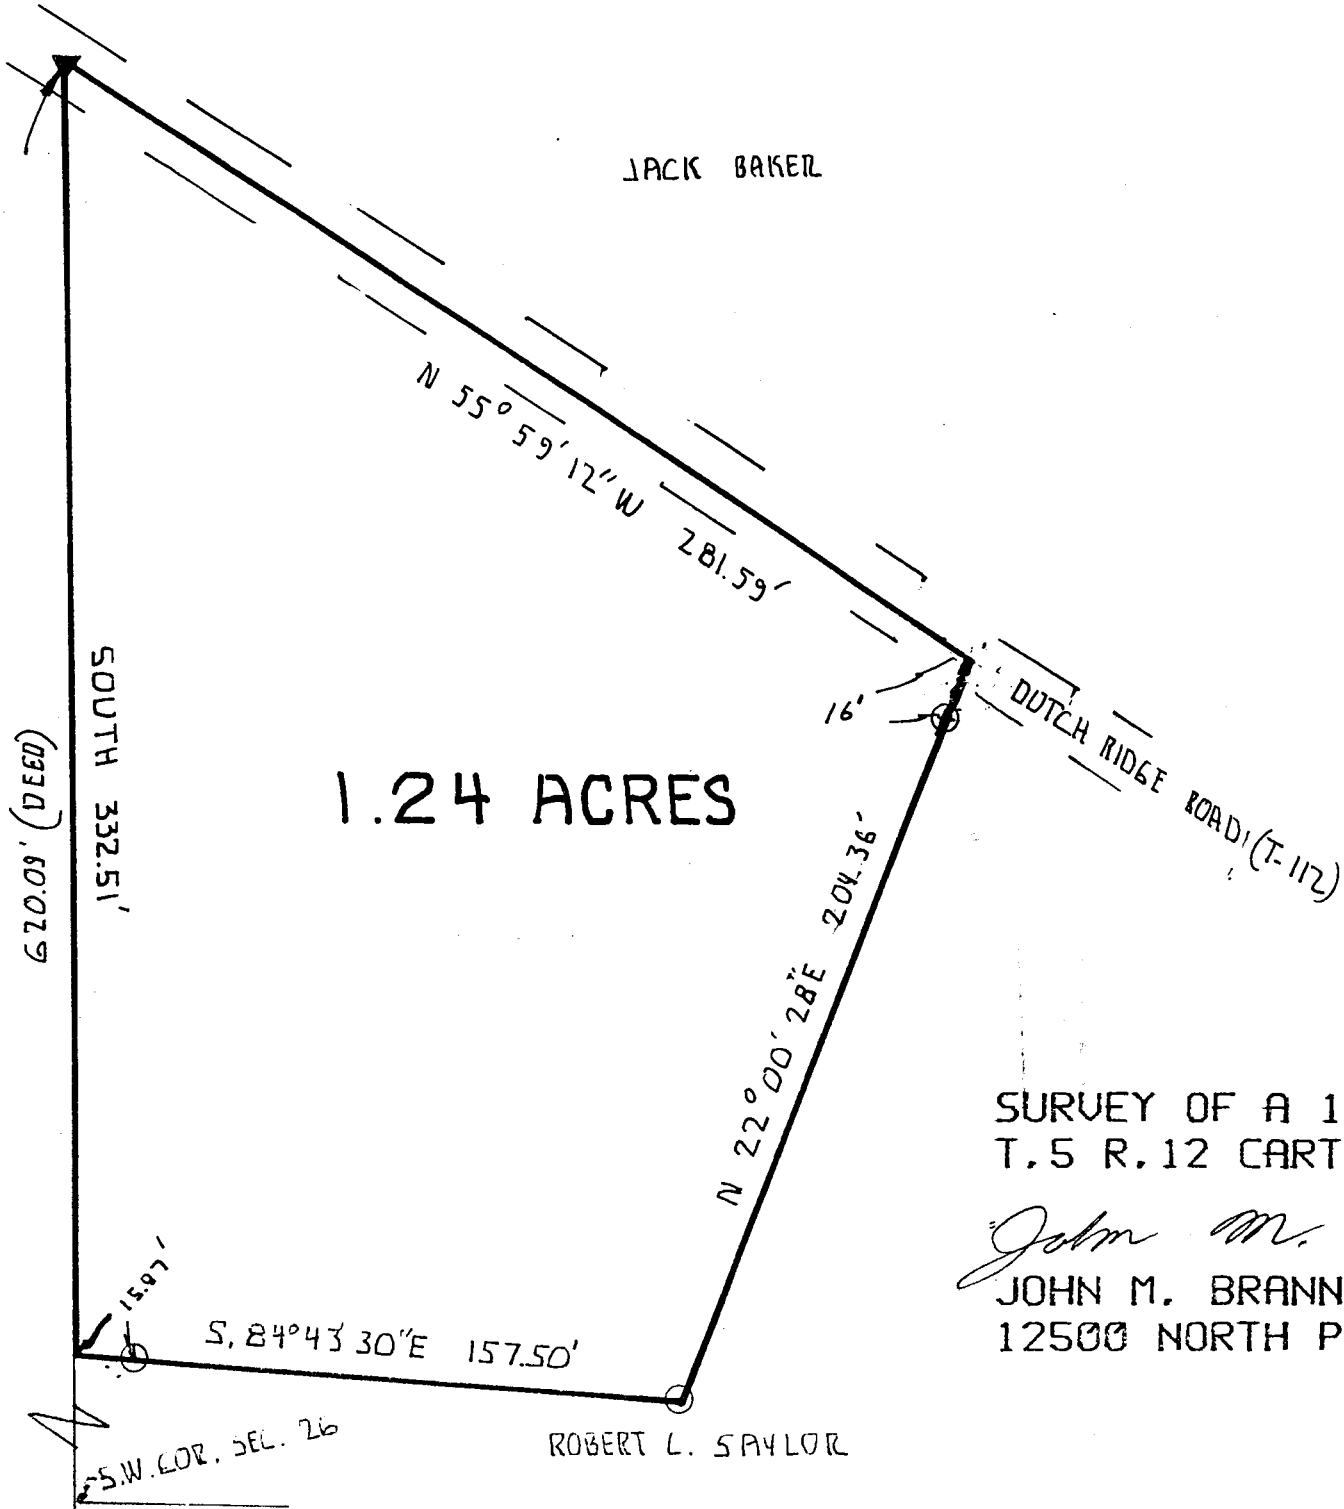 JACK BAKER
N 55° 59' 12" W 281.59'
16'
DUTCH RIDGE ROAD (T-112)
SOUTH 332.51'
620.09' (DEED)
1.24 ACRES
N 22° 00' 28" E 204.36'
SURVEY OF A 1
T.5 R.12 CART
John M.
JOHN M. BRANN
12500 NORTH P
15.87'
S. 84° 43' 30" E 157.50'
S.W. COR. SEC. 26
ROBERT L. SAYLOR